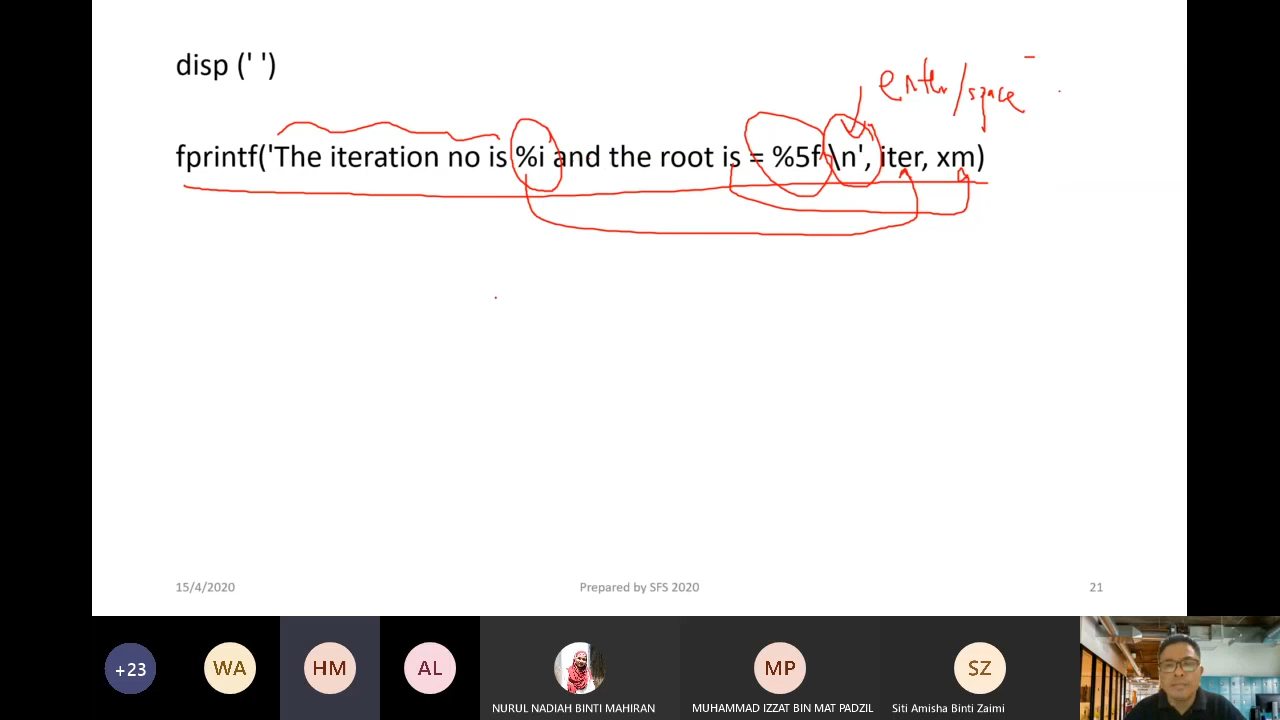 disp (' ')
enter/space
fprintf('The iteration no is %i and the root is = %5f \n', iter, xm)
15/4/2020 Prepared by SFS 2020 21
+23 WA HM AL MP SZ
NURUL NADIAH BINTI MAHIRAN MUHAMMAD IZZAT BIN MAT PADZIL Siti Amisha Binti Zaimi